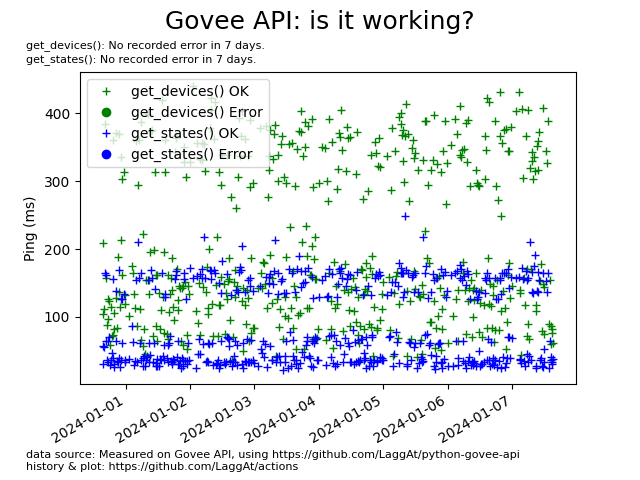 Govee API: is it working?
get_devices(): No recorded error in 7 days.
get_states(): No recorded error in 7 days.
get_devices() OK
get_devices() Error
get_states() OK
get_states() Error
Ping (ms)
400
300
200
100
2024-01-01
2024-01-02
2024-01-03
2024-01-04
2024-01-05
2024-01-06
2024-01-07
data source: Measured on Govee API, using https://github.com/LaggAt/python-govee-api
history & plot: https://github.com/LaggAt/actions